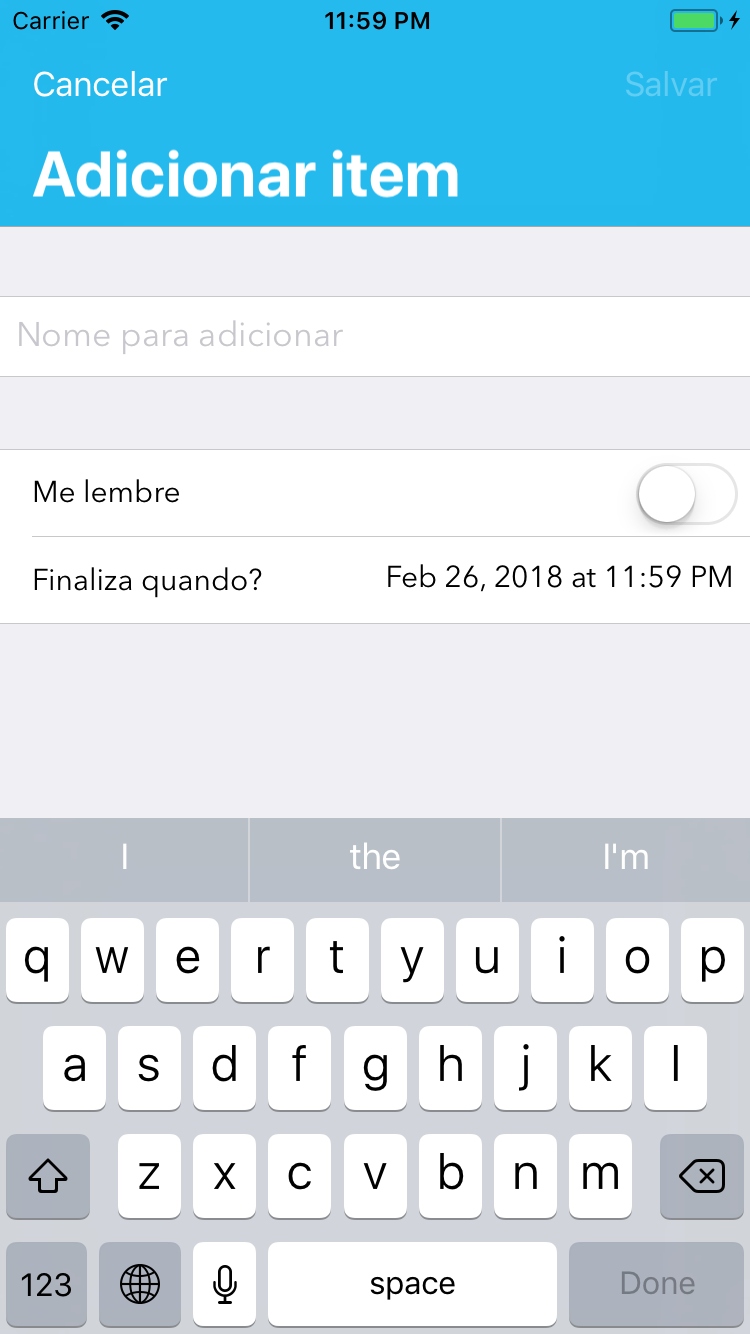 Carrier 11:59 PM
Cancelar Salvar
Adicionar item
Nome para adicionar
Me lembre
Finaliza quando? Feb 26, 2018 at 11:59 PM
I the I'm
q w e r t y u i o p
a s d f g h j k l
z x c v b n m
123 space Done